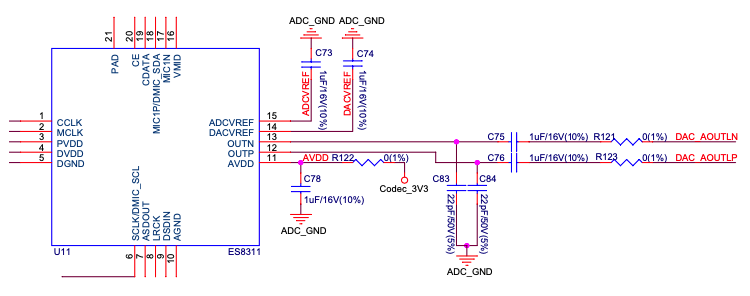 ADC_GND
ADC_GND
21
20
19
18
17
16
PAD
CE
CDATA
MIC1P/DMIC_SDA
MIC1N
VMID
C73
1uF/16V(10%)
ADCVREF
C74
1uF/16V(10%)
DACVREF
1 CCLK
2 MCLK
3 PVDD
4 DVDD
5 DGND
ADCVREF 15
DACVREF 14
OUTN 13
OUTP 12
AVDD 11
C75 1uF/16V(10%) R121 0(1%) DAC_AOUTLN
C76 1uF/16V(10%) R123 0(1%) DAC_AOUTLP
AVDD R122 0(1%)
Codec_3V3
C78
1uF/16V(10%)
ADC_GND
C83
22pF/50V(5%)
C84
22pF/50V(5%)
ADC_GND
SCLK/DMIC_SCL
ASDOUT
LRCK
DSDIN
AGND
U11
ES8311
6
7
8
9
10